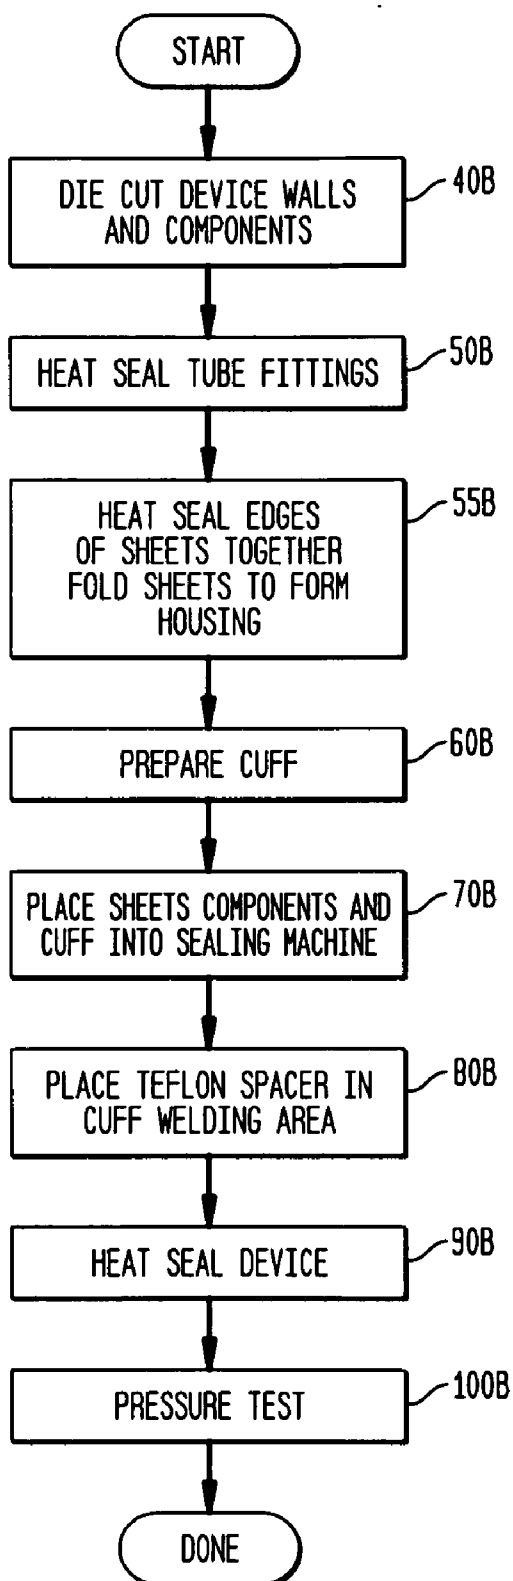 START
DIE CUT DEVICE WALLS
AND COMPONENTS
40B
HEAT SEAL TUBE FITTINGS
50B
HEAT SEAL EDGES
OF SHEETS TOGETHER
FOLD SHEETS TO FORM
HOUSING
55B
PREPARE CUFF
60B
PLACE SHEETS COMPONENTS AND
CUFF INTO SEALING MACHINE
70B
PLACE TEFLON SPACER IN
CUFF WELDING AREA
80B
HEAT SEAL DEVICE
90B
PRESSURE TEST
100B
DONE